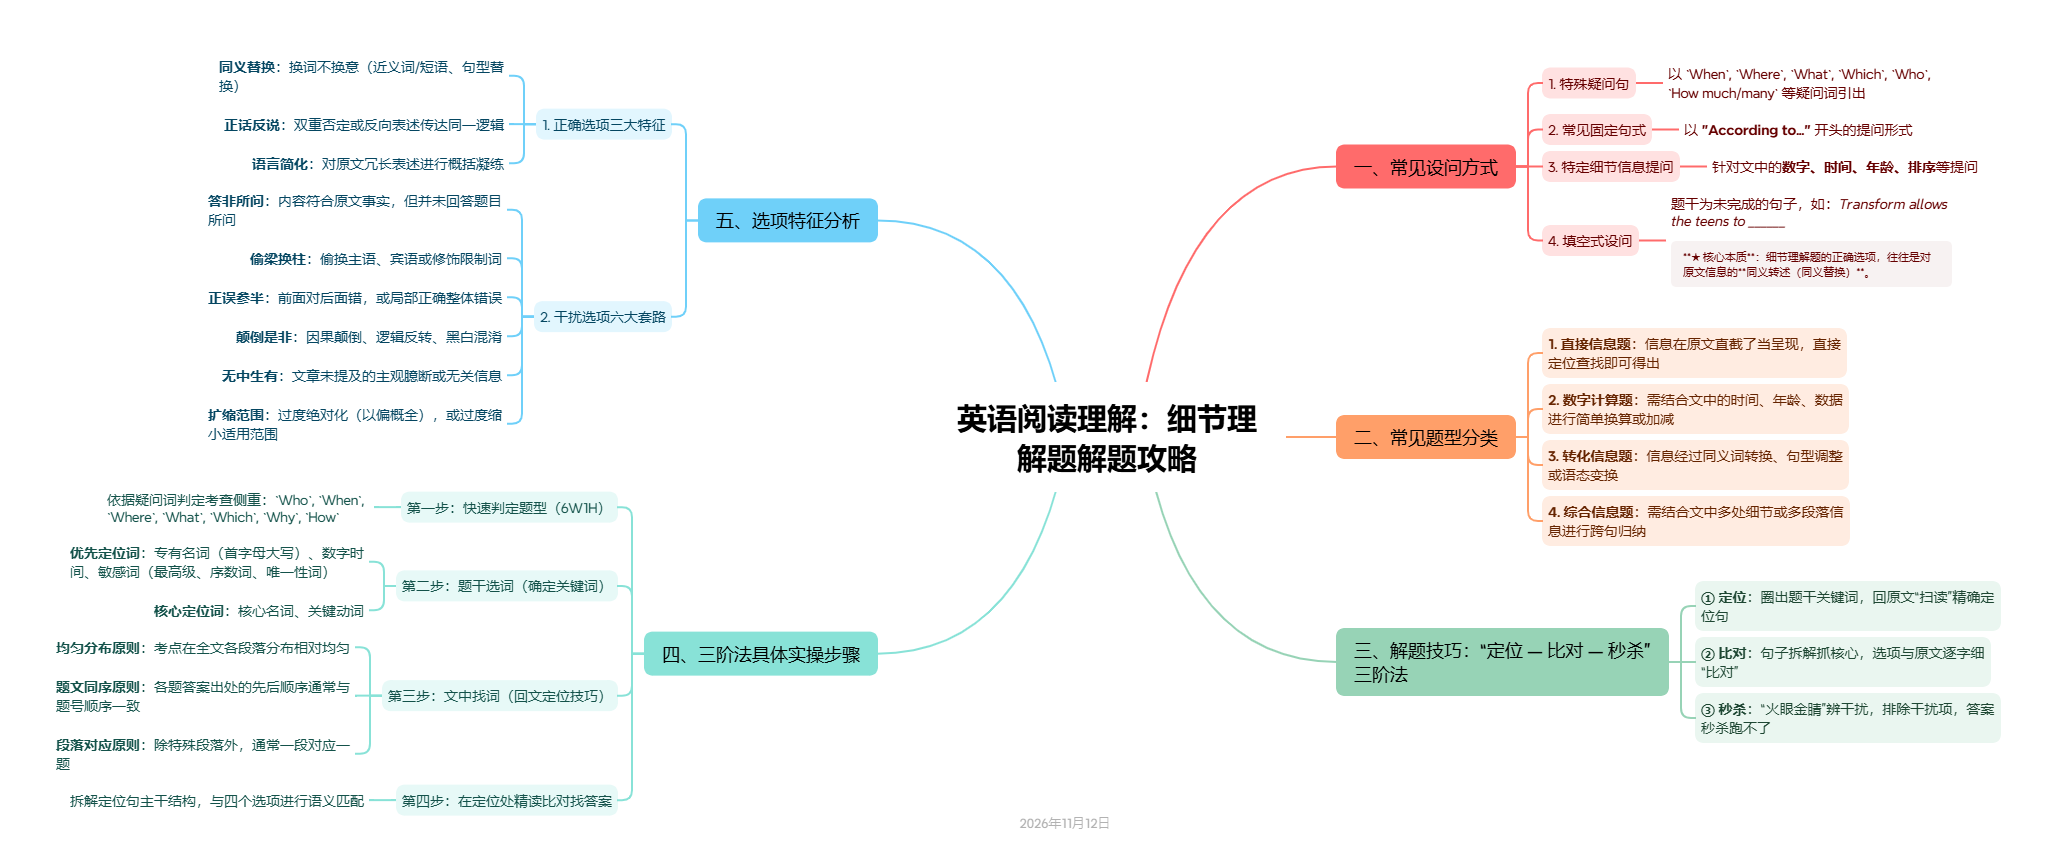 英语阅读理解：细节理
解题解题攻略
一、常见设问方式
1. 特殊疑问句
以 `When`, `Where`, `What`, `Which`, `Who`,
`How much/many` 等疑问词引出
2. 常见固定句式
以 "According to..." 开头的提问形式
3. 特定细节信息提问
针对文中的数字、时间、年龄、排序等提问
4. 填空式设问
题干为未完成的句子，如：Transform allows
the teens to ______
**★ 核心本质**：细节理解题的正确选项，往往是对
原文信息的**同义转述（同义替换）**。
二、常见题型分类
1. 直接信息题：信息在原文直截了当呈现，直接
定位查找即可得出
2. 数字计算题：需结合文中的时间、年龄、数据
进行简单换算或加减
3. 转化信息题：信息经过同义词转换、句型调整
或语态变换
4. 综合信息题：需结合文中多处细节或多段落信
息进行跨句归纳
三、解题技巧：“定位 — 比对 — 秒杀”
三阶法
① 定位：圈出题干关键词，回原文“扫读”精确定
位句
② 比对：句子拆解抓核心，选项与原文逐字细
“比对”
③ 秒杀：“火眼金睛”辨干扰，排除干扰项，答案
秒杀跑不了
四、三阶法具体实操步骤
第一步：快速判定题型（6W1H）
依据疑问词判定考查侧重：`Who`, `When`,
`Where`, `What`, `Which`, `Why`, `How`
第二步：题干选词（确定关键词）
优先定位词：专有名词（首字母大写）、数字时
间、敏感词（最高级、序数词、唯一性词）
核心定位词：核心名词、关键动词
第三步：文中找词（回文定位技巧）
均匀分布原则：考点在全文各段落分布相对均匀
题文同序原则：各题答案出处的先后顺序通常与
题号顺序一致
段落对应原则：除特殊段落外，通常一段对应一
题
第四步：在定位处精读比对找答案
拆解定位句主干结构，与四个选项进行语义匹配
五、选项特征分析
1. 正确选项三大特征
同义替换：换词不换意（近义词/短语、句型替
换）
正话反说：双重否定或反向表述传达同一逻辑
语言简化：对原文冗长表述进行概括凝练
2. 干扰选项六大套路
答非所问：内容符合原文事实，但并未回答题目
所问
偷梁换柱：偷换主语、宾语或修饰限制词
正误参半：前面对后面错，或局部正确整体错误
颠倒是非：因果颠倒、逻辑反转、黑白混淆
无中生有：文章未提及的主观臆断或无关信息
扩缩范围：过度绝对化（以偏概全），或过度缩
小适用范围
2026年11月12日